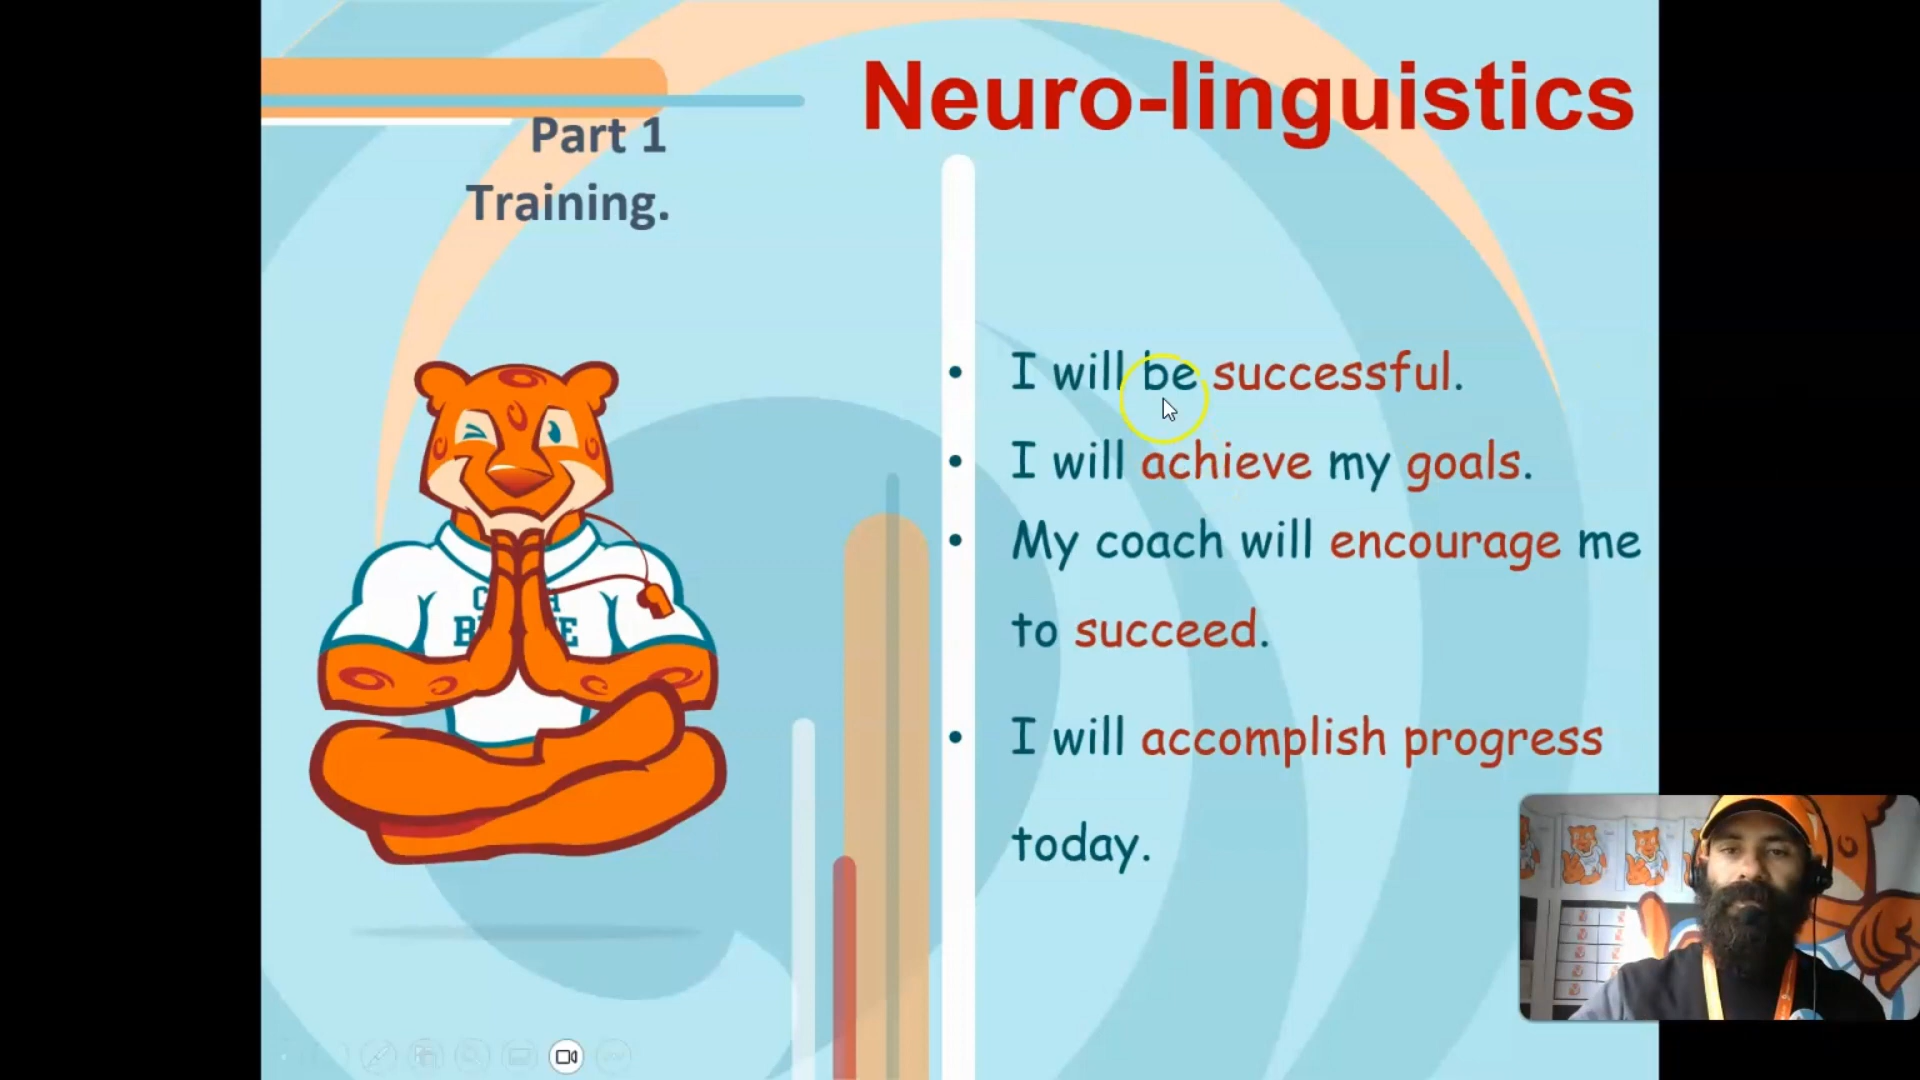 Neuro-linguistics
Part 1
Training.
• I will be successful.
• I will achieve my goals.
• My coach will encourage me
to succeed.
• I will accomplish progress
today.